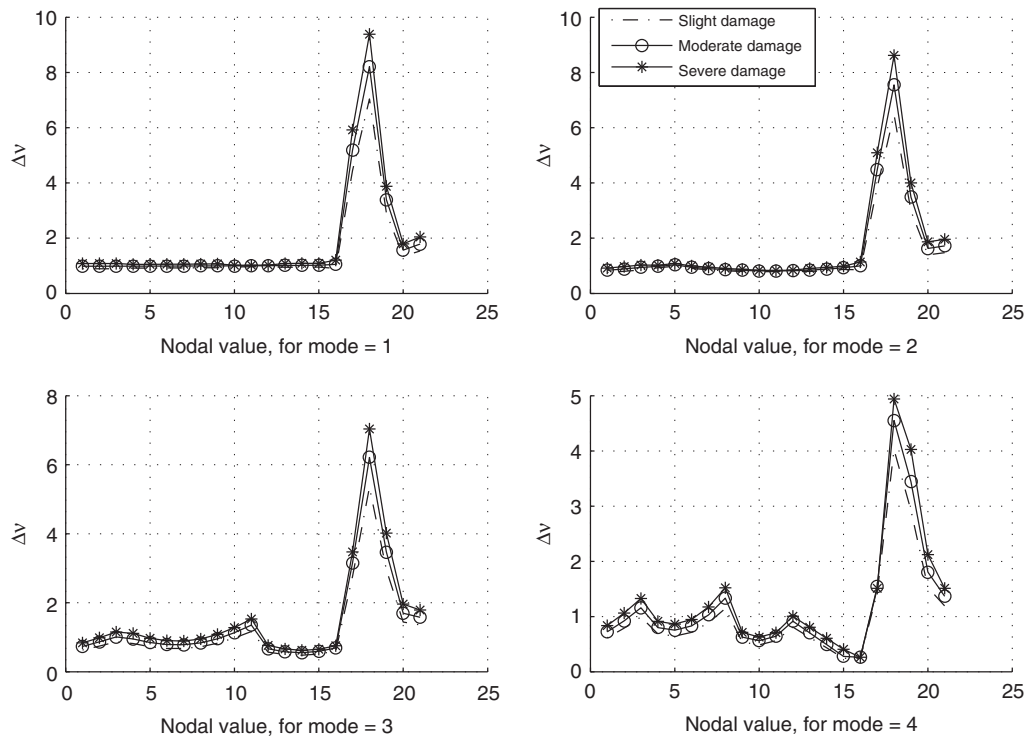 10
8
6
4
2
0
Δν
0 5 10 15 20 25
Nodal value, for mode = 1
Slight damage
Moderate damage
Severe damage
10
8
6
4
2
0
Δν
0 5 10 15 20 25
Nodal value, for mode = 2
8
6
4
2
0
Δν
0 5 10 15 20 25
Nodal value, for mode = 3
5
4
3
2
1
0
Δν
0 5 10 15 20 25
Nodal value, for mode = 4